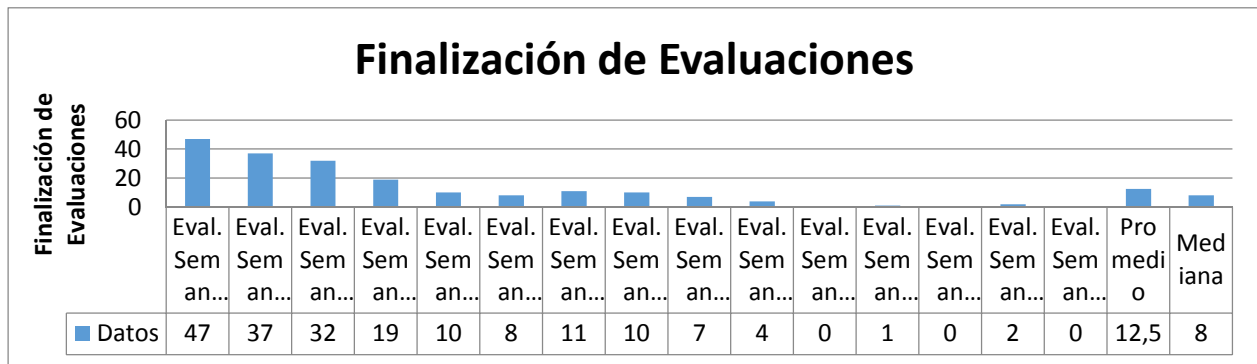 Finalización de Evaluaciones
Finalización de
Evaluaciones
60
40
20
0
Eval. Eval. Eval. Eval. Eval. Eval. Eval. Eval. Eval. Eval. Eval. Eval. Eval. Eval. Eval. Pro Med
Sem Sem Sem Sem Sem Sem Sem Sem Sem Sem Sem Sem Sem Sem Sem medi iana
an... an... an... an... an... an... an... an... an... an... an... an... an... an... an... o
Datos 47 37 32 19 10 8 11 10 7 4 0 1 0 2 0 12,5 8